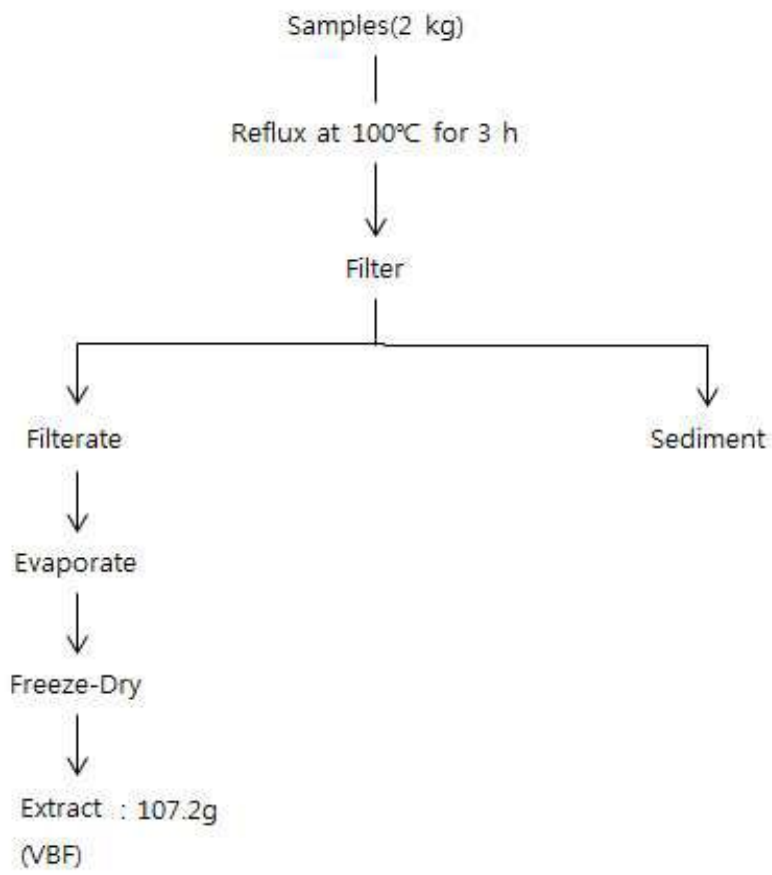 Samples(2 kg)
Reflux at 100℃ for 3 h
Filter
Filterate
Sediment
Evaporate
Freeze-Dry
Extract : 107.2g
(VBF)